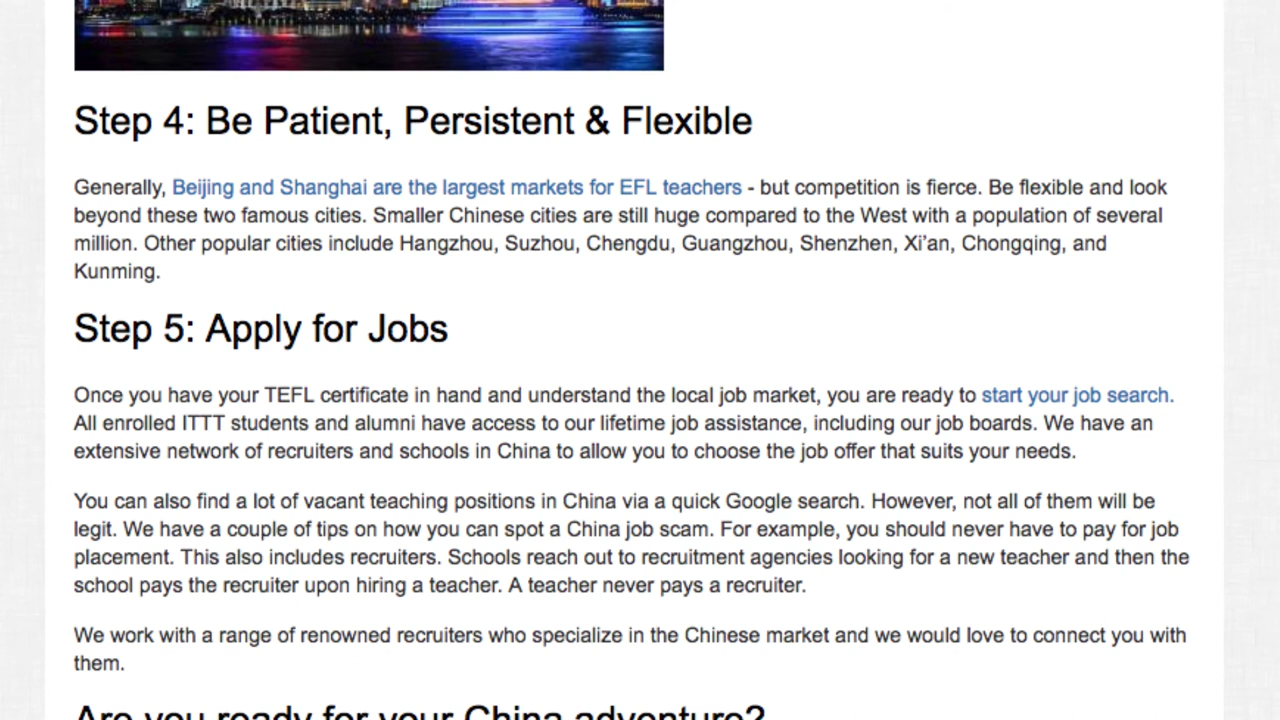 Step 4: Be Patient, Persistent & Flexible
Generally, Beijing and Shanghai are the largest markets for EFL teachers - but competition is fierce. Be flexible and look
beyond these two famous cities. Smaller Chinese cities are still huge compared to the West with a population of several
million. Other popular cities include Hangzhou, Suzhou, Chengdu, Guangzhou, Shenzhen, Xi’an, Chongqing, and
Kunming.
Step 5: Apply for Jobs
Once you have your TEFL certificate in hand and understand the local job market, you are ready to start your job search.
All enrolled ITTT students and alumni have access to our lifetime job assistance, including our job boards. We have an
extensive network of recruiters and schools in China to allow you to choose the job offer that suits your needs.
You can also find a lot of vacant teaching positions in China via a quick Google search. However, not all of them will be
legit. We have a couple of tips on how you can spot a China job scam. For example, you should never have to pay for job
placement. This also includes recruiters. Schools reach out to recruitment agencies looking for a new teacher and then the
school pays the recruiter upon hiring a teacher. A teacher never pays a recruiter.
We work with a range of renowned recruiters who specialize in the Chinese market and we would love to connect you with
them.
Are you ready for your China adventure?